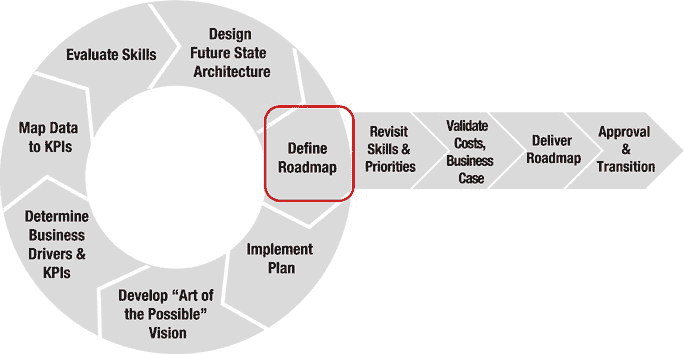 Design
Future State
Architecture
Evaluate Skills
Map Data
to KPIs
Determine
Business
Drivers &
KPIs
Develop “Art of
the Possible”
Vision
Implement
Plan
Define
Roadmap
Revisit
Skills &
Priorities
Validate
Costs,
Business
Case
Deliver
Roadmap
Approval
&
Transition